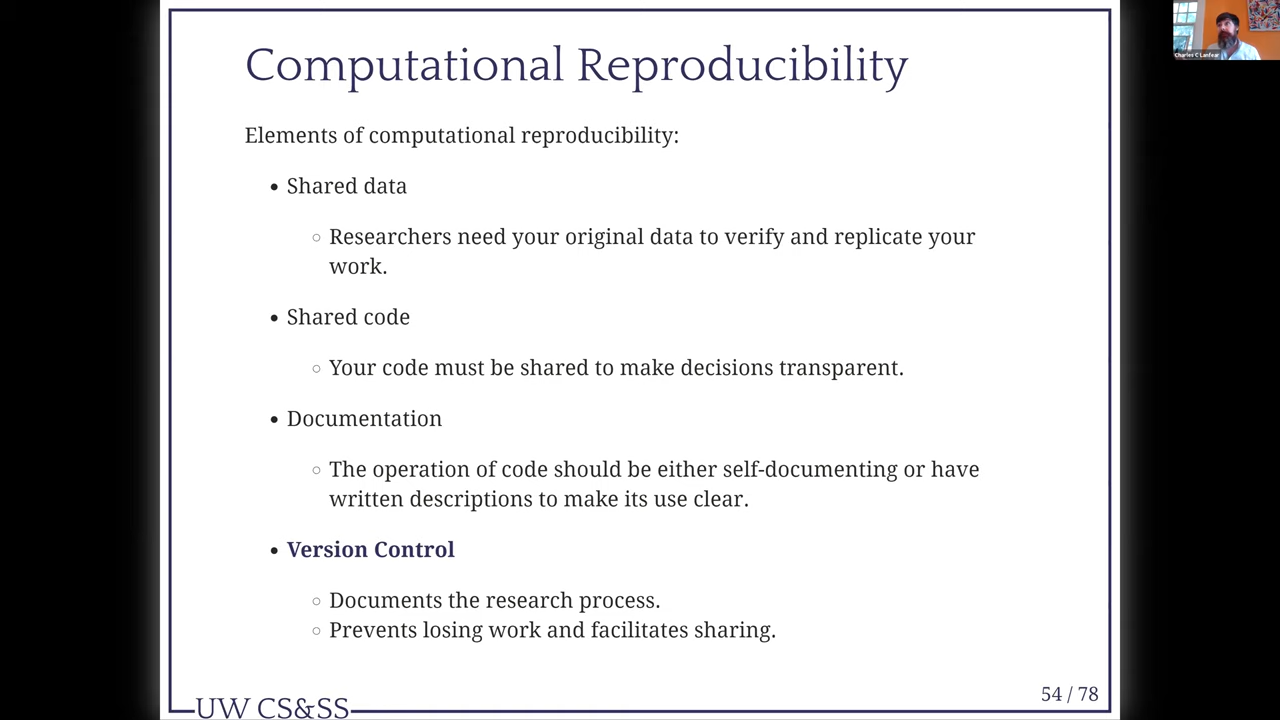 Computational Reproducibility
Elements of computational reproducibility:
• Shared data
○ Researchers need your original data to verify and replicate your
work.
• Shared code
○ Your code must be shared to make decisions transparent.
• Documentation
○ The operation of code should be either self-documenting or have
written descriptions to make its use clear.
• Version Control
○ Documents the research process.
○ Prevents losing work and facilitates sharing.
54 / 78
UW CS&SS
Charles C Lanfear